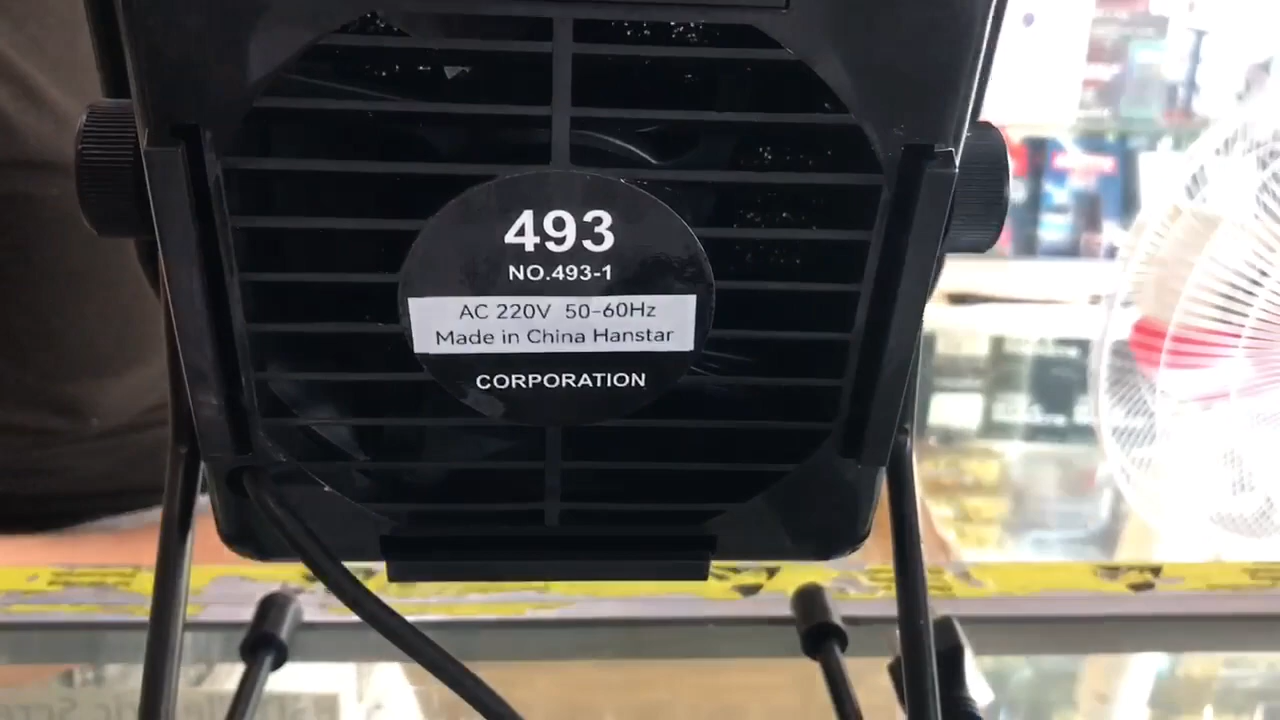 493
NO.493-1
AC 220V 50-60Hz
Made in China Hanstar
CORPORATION